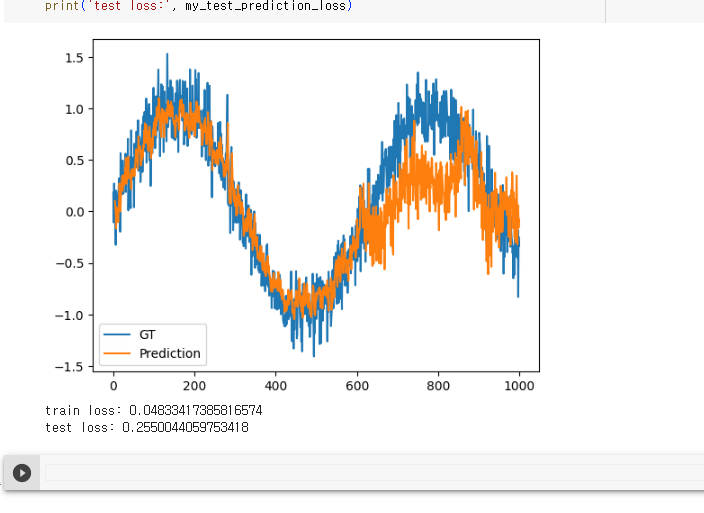 print('test loss:', my_test_prediction_loss)
1.5
1.0
0.5
0.0
−0.5
−1.0
−1.5
GT
Prediction
0 200 400 600 800 1000
train loss: 0.04833417385816574
test loss: 0.2550044059753418